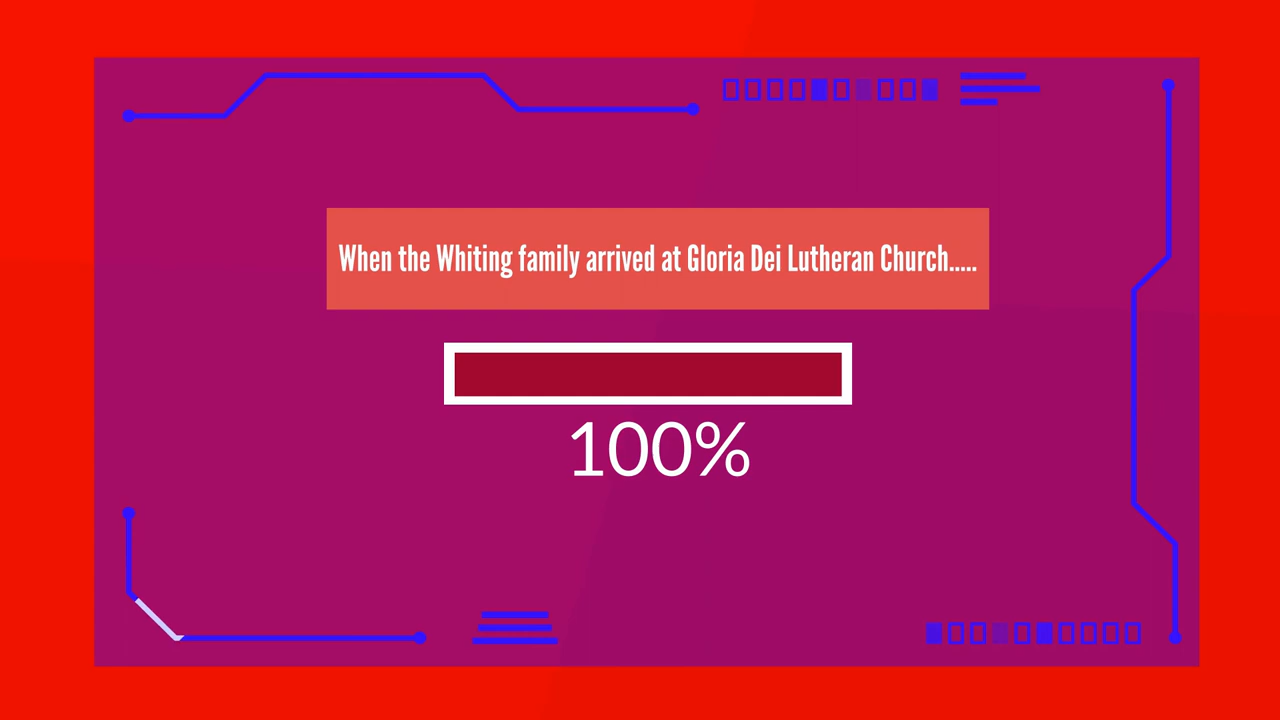 When the Whiting family arrived at Gloria Dei Lutheran Church.....
100%